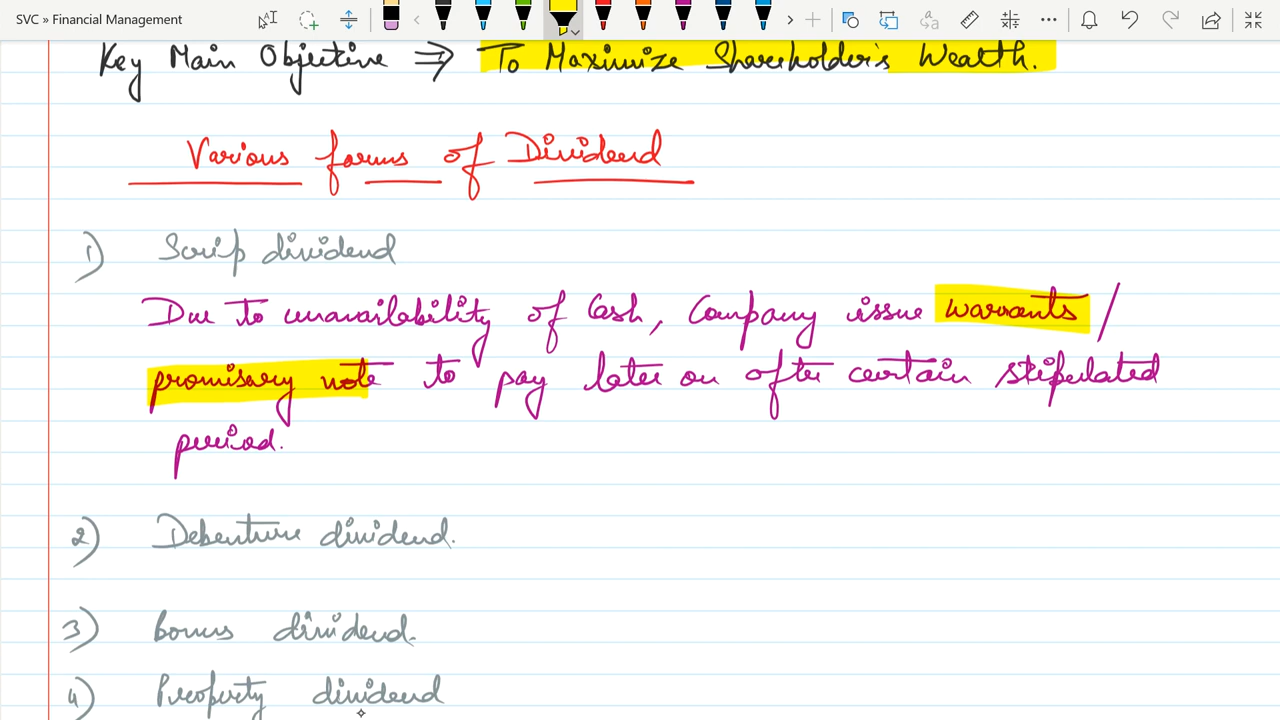 SVC » Financial Management
Key Main Objective ⇒ To Maximize Shareholder's Wealth.
Various forms of Dividend
1) Scrip dividend
Due to unavailability of Cash, Company issue warrants /
promisary note to pay later on after certain stipulated
period.
2) Debenture dividend.
3) Bonus dividend.
4) Property dividend